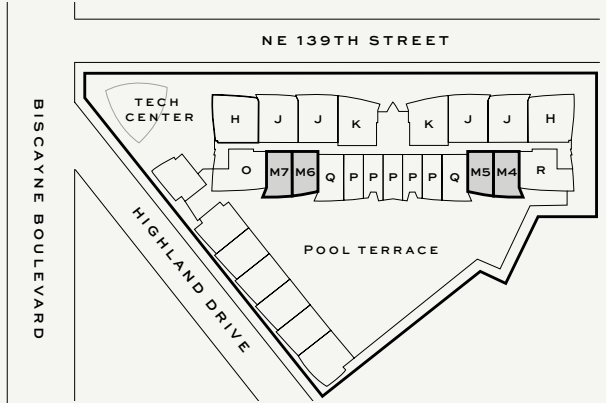 NE 139TH STREET
BISCAYNE BOULEVARD
TECH
CENTER
H J J K K J J H
O M7 M6 Q P P P P P Q M5 M4 R
HIGHLAND DRIVE
POOL TERRACE